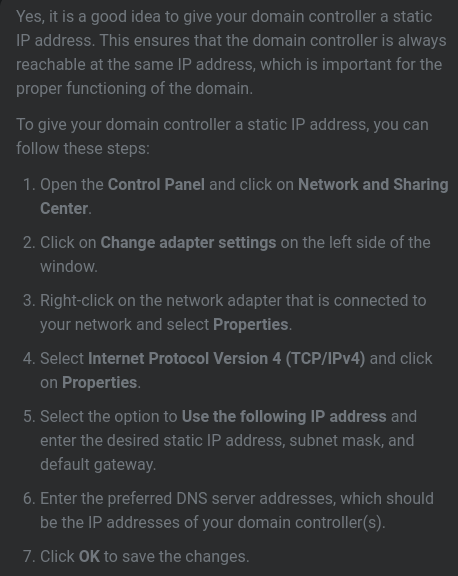 Yes, it is a good idea to give your domain controller a static
IP address. This ensures that the domain controller is always
reachable at the same IP address, which is important for the
proper functioning of the domain.
To give your domain controller a static IP address, you can
follow these steps:
1. Open the Control Panel and click on Network and Sharing
Center.
2. Click on Change adapter settings on the left side of the
window.
3. Right-click on the network adapter that is connected to
your network and select Properties.
4. Select Internet Protocol Version 4 (TCP/IPv4) and click
on Properties.
5. Select the option to Use the following IP address and
enter the desired static IP address, subnet mask, and
default gateway.
6. Enter the preferred DNS server addresses, which should
be the IP addresses of your domain controller(s).
7. Click OK to save the changes.